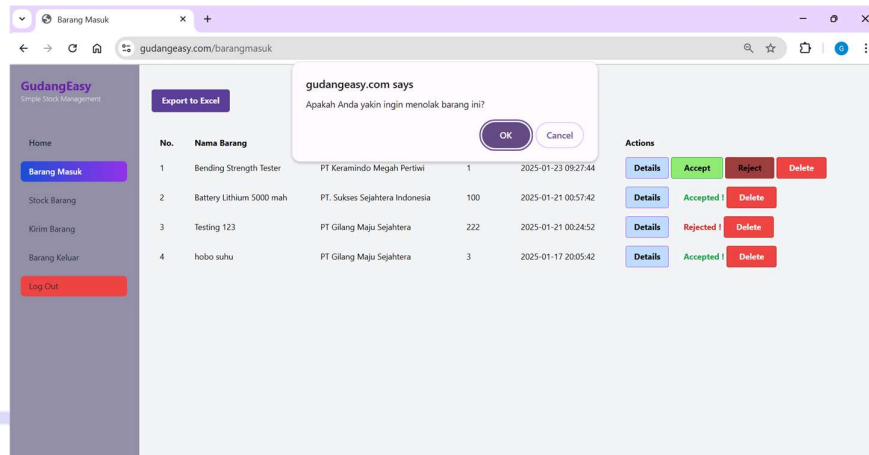 Barang Masuk
gudangeasy.com/barangmasuk
G
GudangEasy
Simple Stock Management
Home
Barang Masuk
Stock Barang
Kirim Barang
Barang Keluar
Log Out
Export to Excel
gudangeasy.com says
Apakah Anda yakin ingin menolak barang ini?
OK Cancel
No. Nama Barang Actions
1 Bending Strength Tester PT Keramindo Megah Pertiwi 1 2025-01-23 09:27:44 Details Accept Reject Delete
2 Battery Lithium 5000 mah PT. Sukses Sejahtera Indonesia 100 2025-01-21 00:57:42 Details Accepted ! Delete
3 Testing 123 PT Gilang Maju Sejahtera 222 2025-01-21 00:24:52 Details Rejected ! Delete
4 hobo suhu PT Gilang Maju Sejahtera 3 2025-01-17 20:05:42 Details Accepted ! Delete